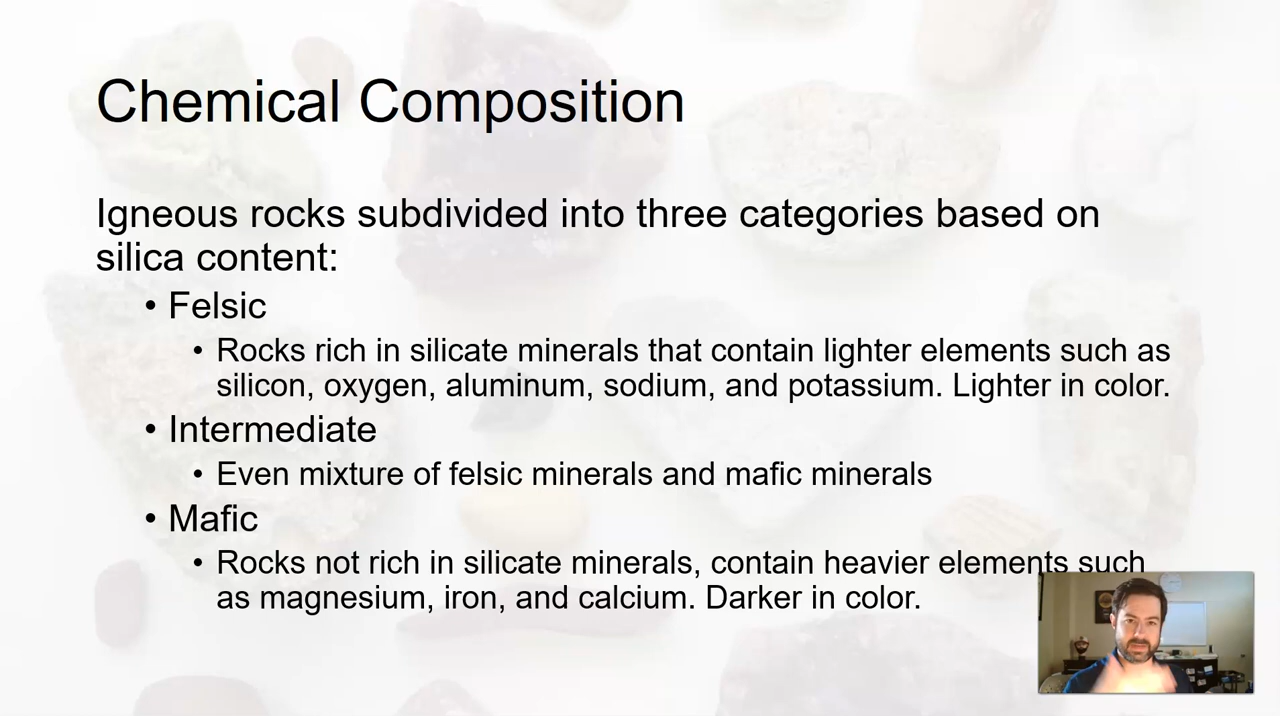 Chemical Composition
Igneous rocks subdivided into three categories based on
silica content:
• Felsic
• Rocks rich in silicate minerals that contain lighter elements such as
silicon, oxygen, aluminum, sodium, and potassium. Lighter in color.
• Intermediate
• Even mixture of felsic minerals and mafic minerals
• Mafic
• Rocks not rich in silicate minerals, contain heavier elements such
as magnesium, iron, and calcium. Darker in color.